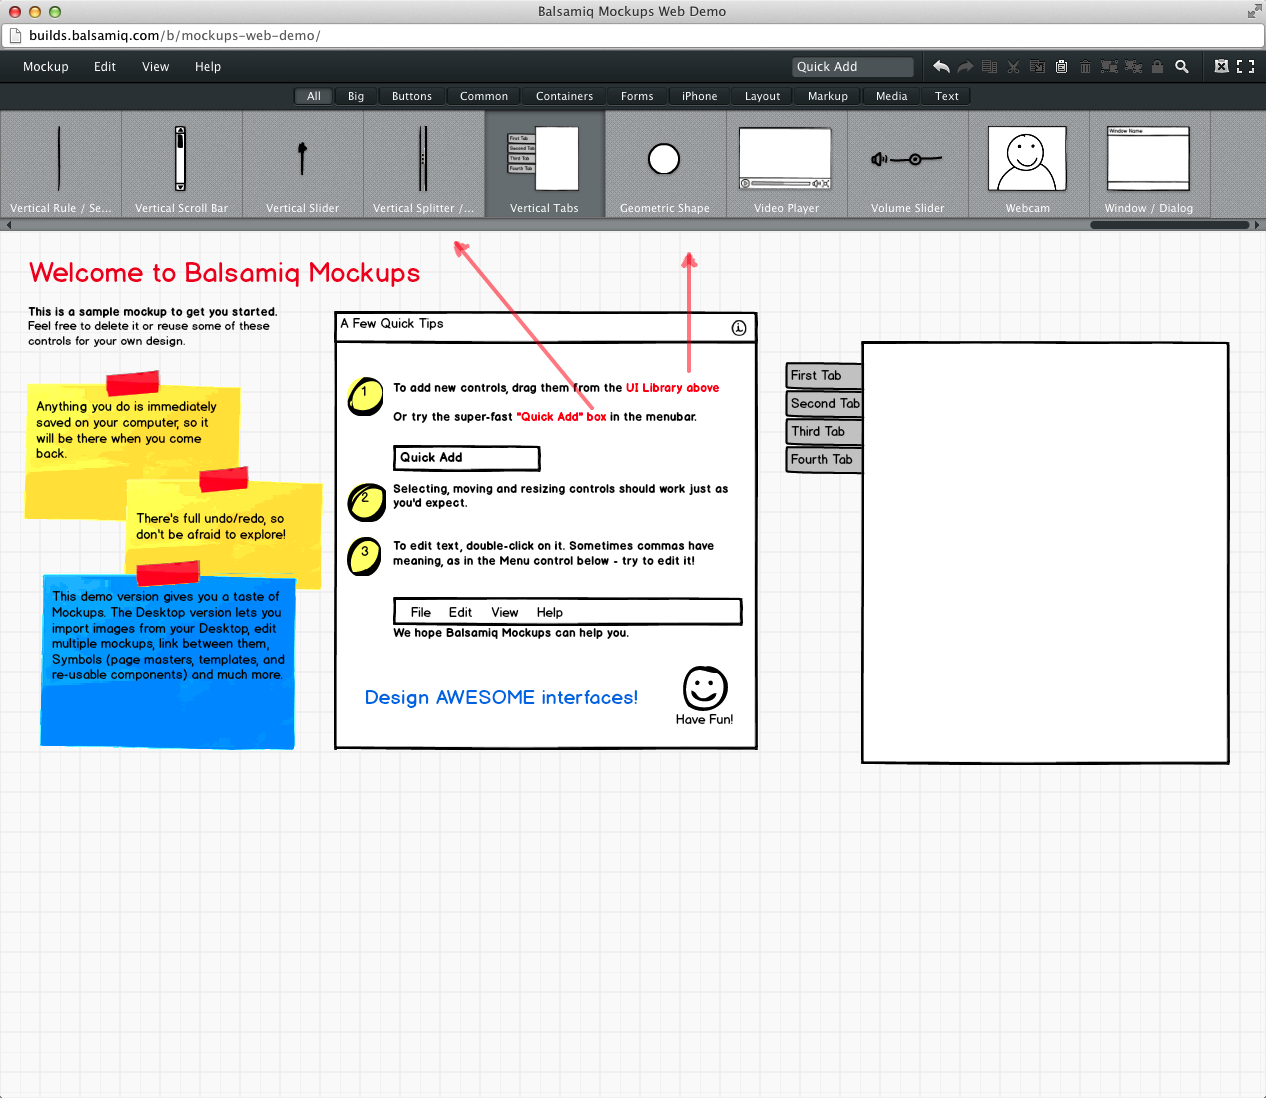 Balsamiq Mockups Web Demo
builds.balsamiq.com/b/mockups-web-demo/
Mockup Edit View Help Quick Add
All Big Buttons Common Containers Forms iPhone Layout Markup Media Text
First Tab
Second Tab
Third Tab
Fourth Tab
Window Name
Vertical Rule / Se... Vertical Scroll Bar Vertical Slider Vertical Splitter /... Vertical Tabs Geometric Shape Video Player Volume Slider Webcam Window / Dialog
Welcome to Balsamiq Mockups
This is a sample mockup to get you started.
Feel free to delete it or reuse some of these
controls for your own design.
Anything you do is immediately
saved on your computer, so it
will be there when you come
back.
There's full undo/redo, so
don't be afraid to explore!
This demo version gives you a taste of
Mockups. The Desktop version lets you
import images from your Desktop, edit
multiple mockups, link between them,
Symbols (page masters, templates, and
re-usable components) and much more.
A Few Quick Tips
i
1
To add new controls, drag them from the UI Library above
Or try the super-fast "Quick Add" box in the menubar.
Quick Add
2
Selecting, moving and resizing controls should work just as
you'd expect.
3
To edit text, double-click on it. Sometimes commas have
meaning, as in the Menu control below - try to edit it!
File Edit View Help
We hope Balsamiq Mockups can help you.
Design AWESOME interfaces!
Have Fun!
First Tab
Second Tab
Third Tab
Fourth Tab